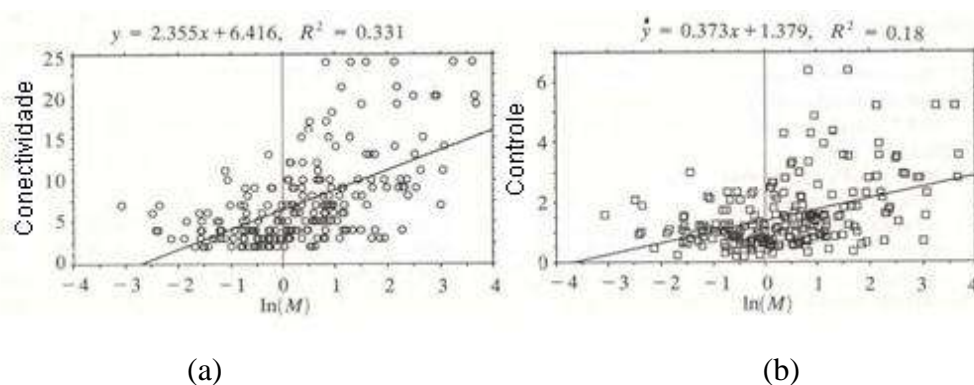 y = 2.355x + 6.416, R² = 0.331
25
20
15
10
5
0
Conectividade
−4 −3 −2 −1 0 1 2 3 4
ln(M)
(a)
ŷ = 0.373x + 1.379, R² = 0.18
6
4
2
0
Controle
−4 −3 −2 −1 0 1 2 3 4
ln(M)
(b)